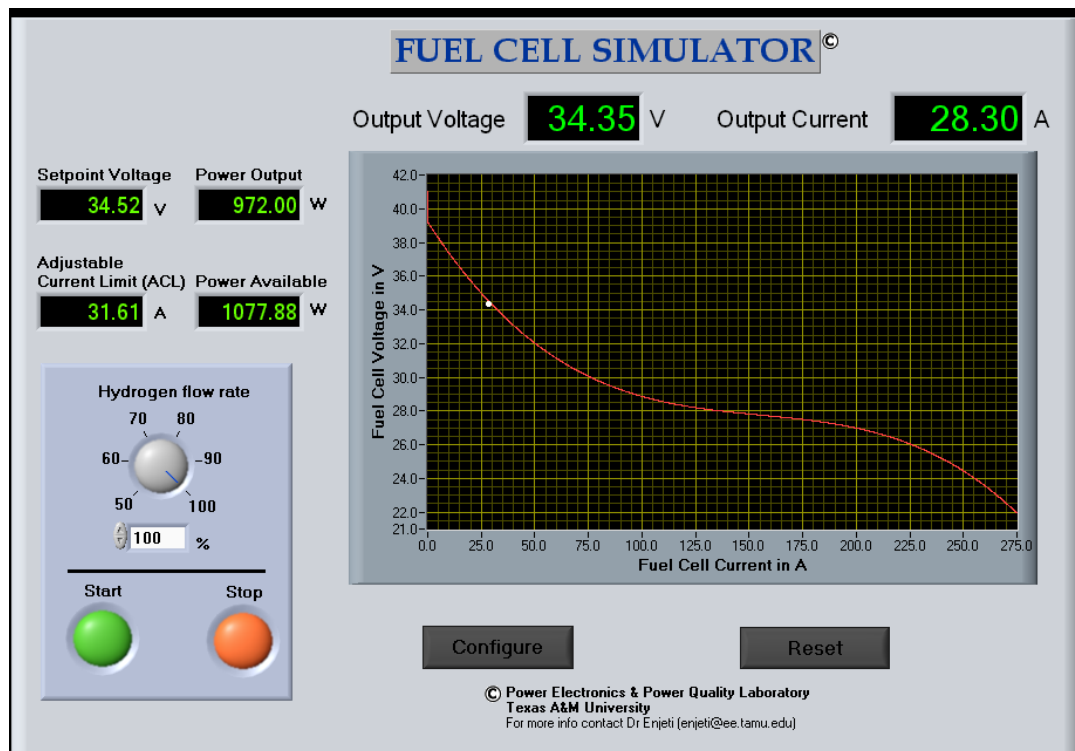 FUEL CELL SIMULATOR©
Output Voltage 34.35 V Output Current 28.30 A
Setpoint Voltage Power Output
34.52 V 972.00 W
Adjustable
Current Limit (ACL) Power Available
31.61 A 1077.88 W
Fuel Cell Voltage in V
42.0
40.0
38.0
36.0
34.0
32.0
30.0
28.0
26.0
24.0
22.0
21.0
0.0 25.0 50.0 75.0 100.0 125.0 150.0 175.0 200.0 225.0 250.0 275.0
Fuel Cell Current in A
Hydrogen flow rate
70 80
60 90
50 100
100 %
Start Stop
Configure Reset
© Power Electronics & Power Quality Laboratory
Texas A&M University
For more info contact Dr Enjeti (enjeti@ee.tamu.edu)